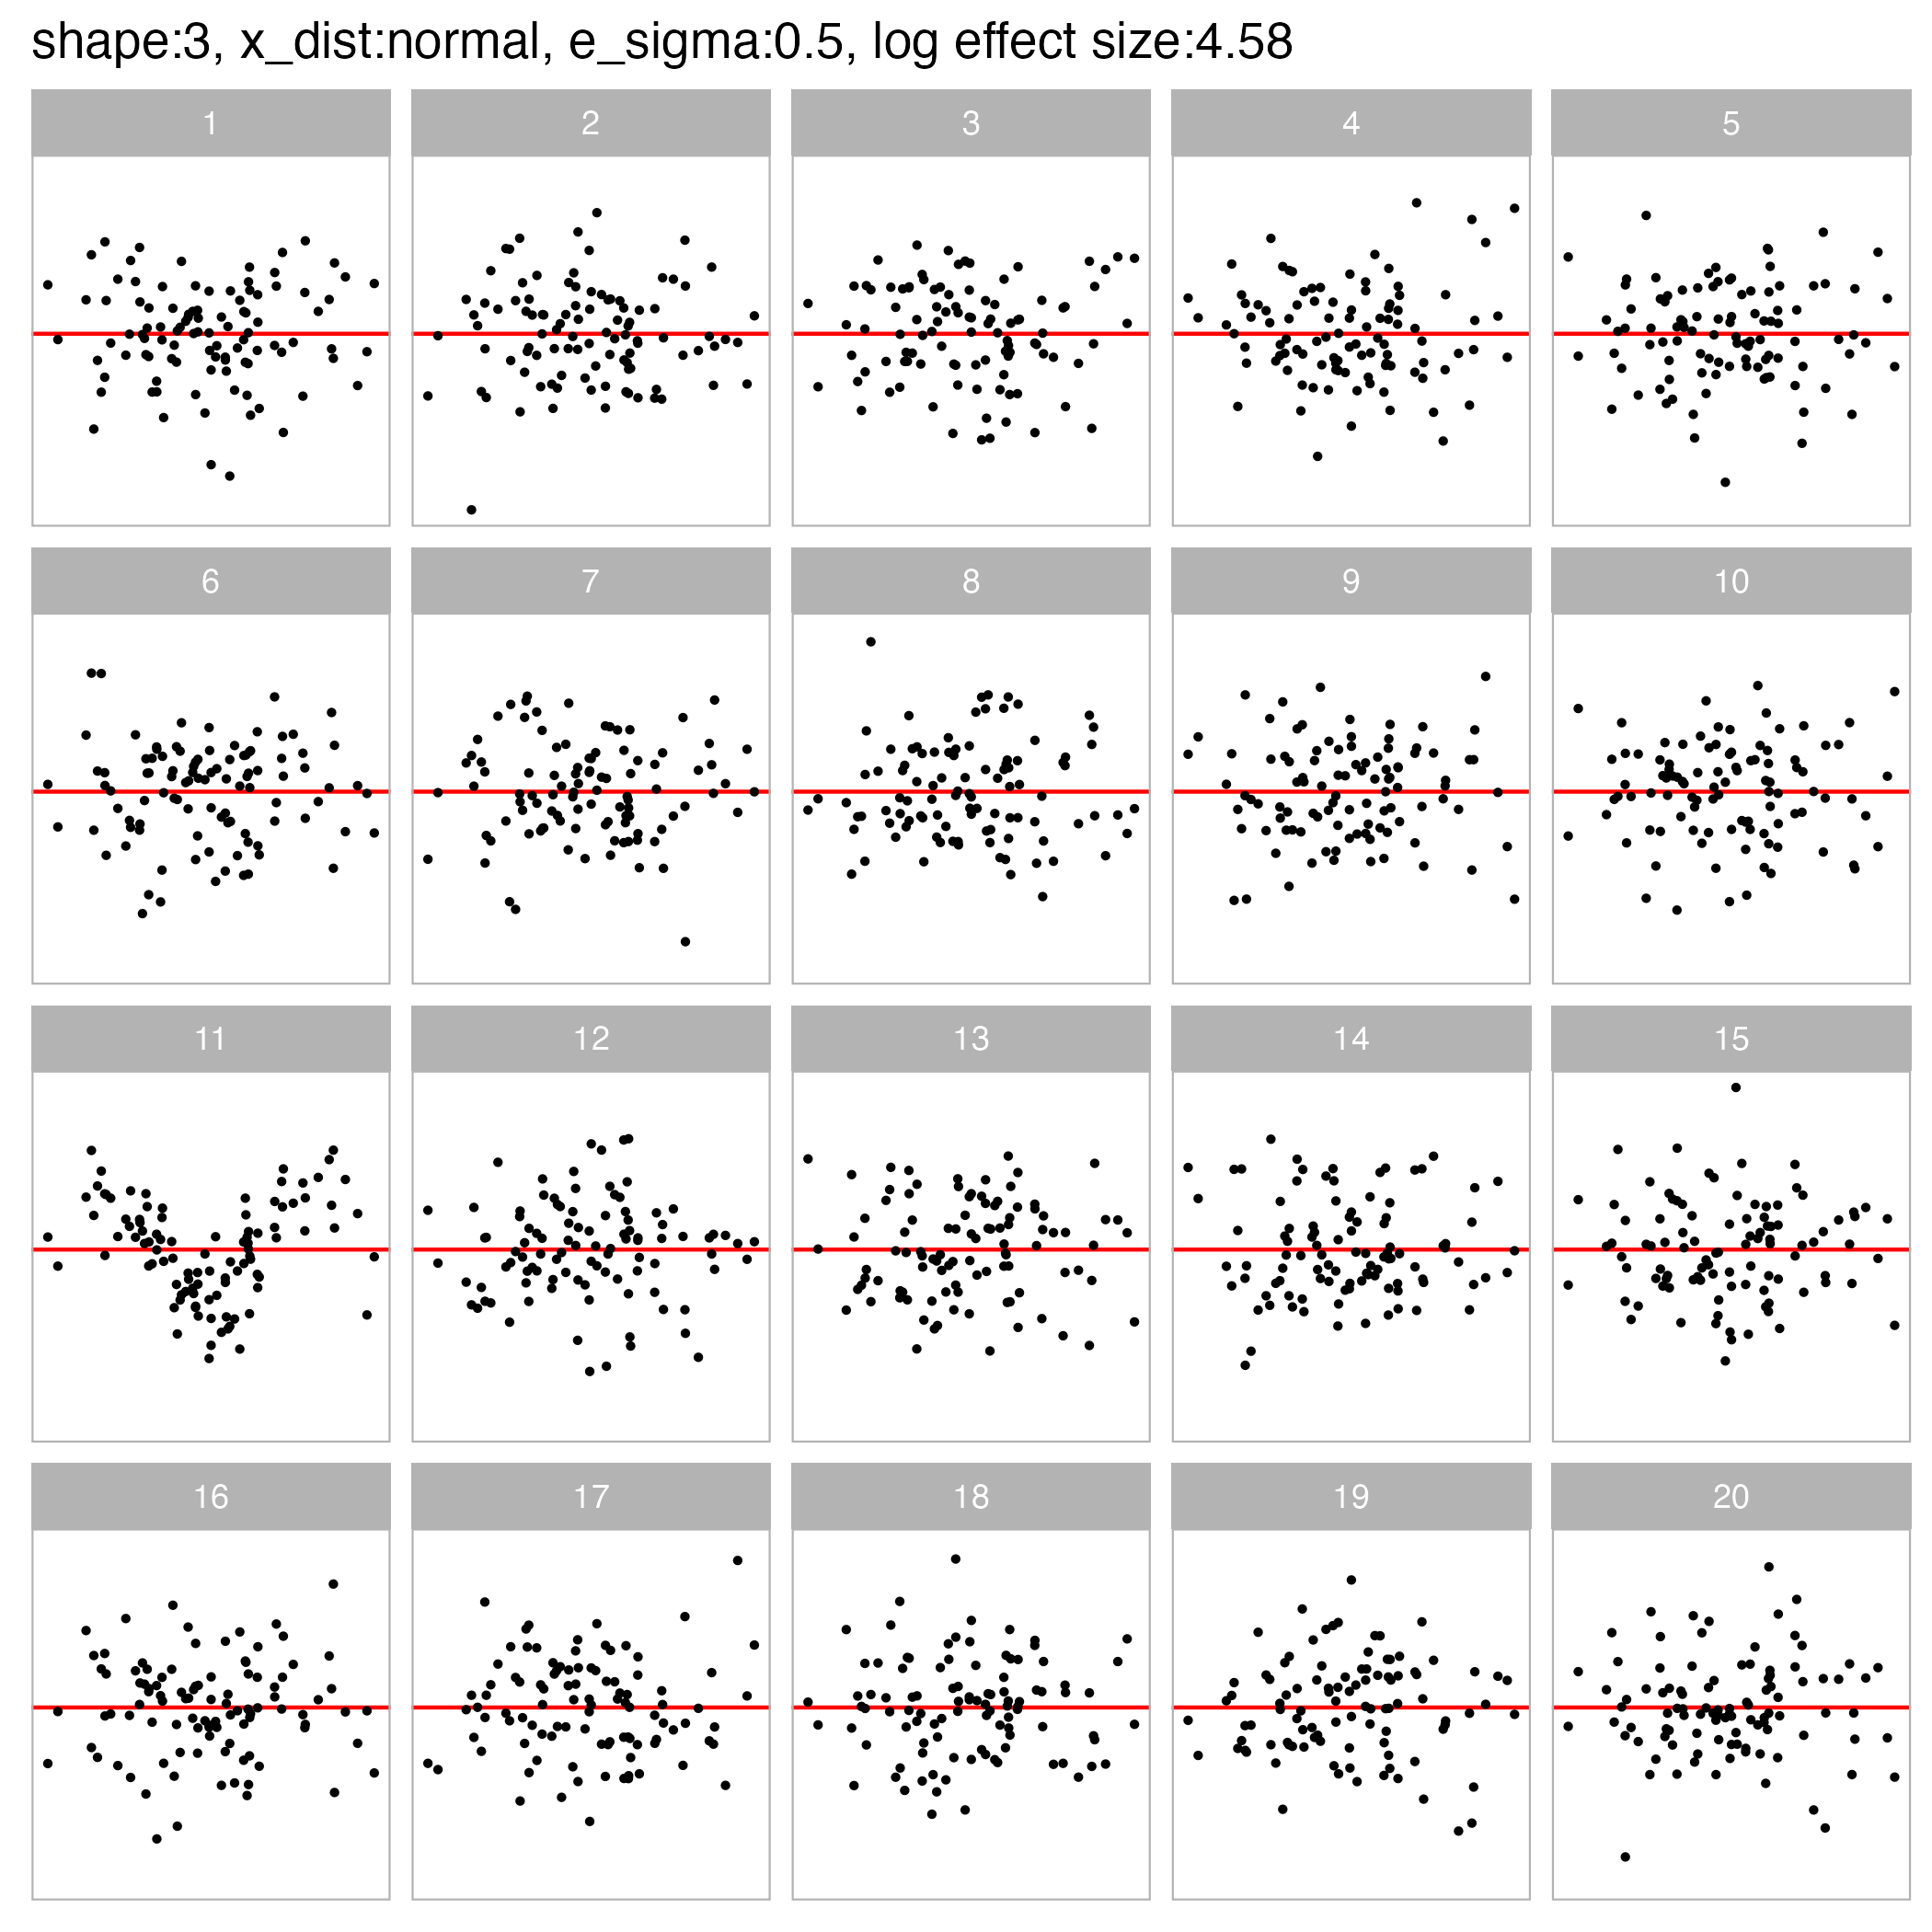 shape:3, x_dist:normal, e_sigma:0.5, log effect size:4.58
1 2 3 4 5
6 7 8 9 10
11 12 13 14 15
16 17 18 19 20